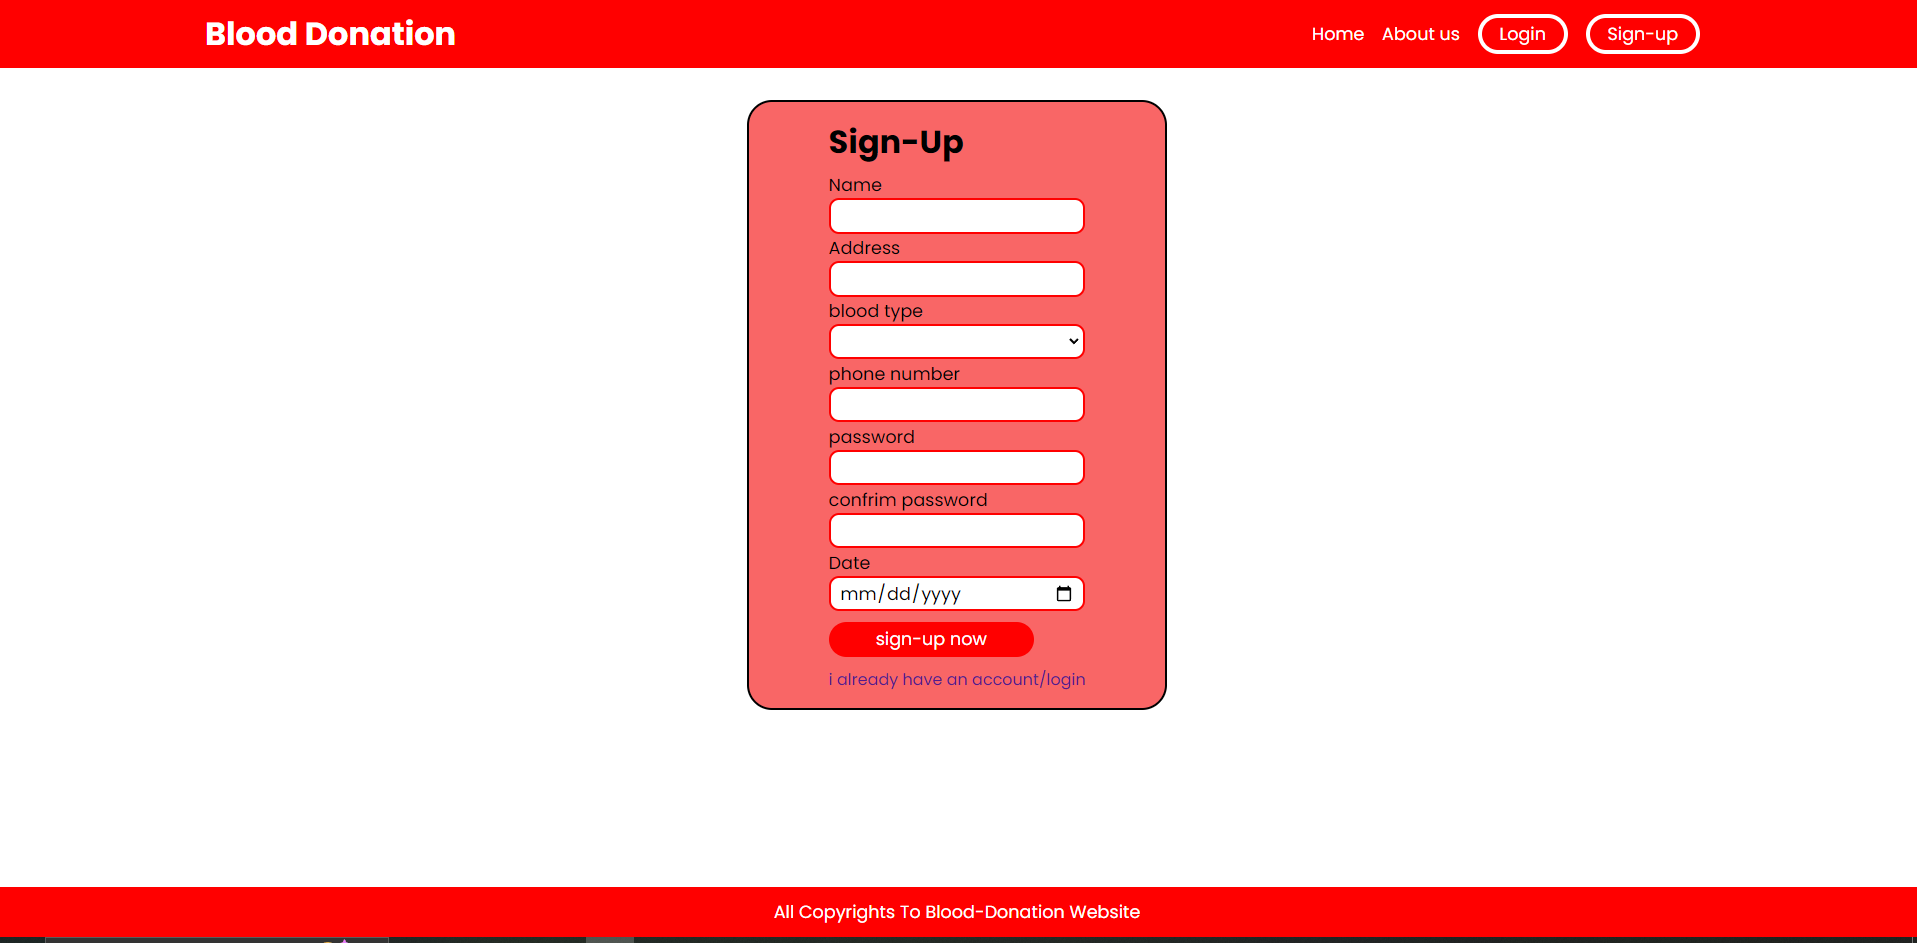 Blood Donation
Home About us Login Sign-up
Sign-Up
Name
Address
blood type
phone number
password
confrim password
Date
mm/dd/yyyy
sign-up now
i already have an account/login
All Copyrights To Blood-Donation Website